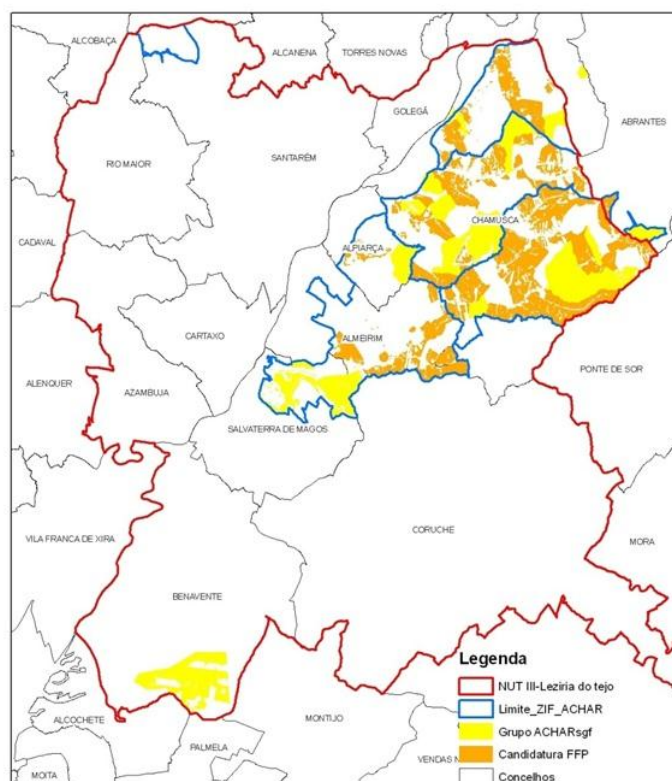 ALCOBAÇA
ALCANENA
TORRES NOVAS
GOLEGÃ
ABRANTES
RIO MAIOR
SANTARÉM
CHAMUSCA
CADAVAL
ALPIARÇA
CARTAXO
ALMEIRIM
ALENQUER
AZAMBUJA
PONTE DE SOR
SALVATERRA DE MAGOS
VILA FRANCA DE XIRA
CORUCHE
MORA
BENAVENTE
Legenda
NUT III-Leziria do tejo
Limite_ZIF_ACHAR
Grupo ACHARsgf
Candidatura FFP
Concelhos
ALCOCHETE
MONTIJO
PALMELA
VENDAS N
MOITA